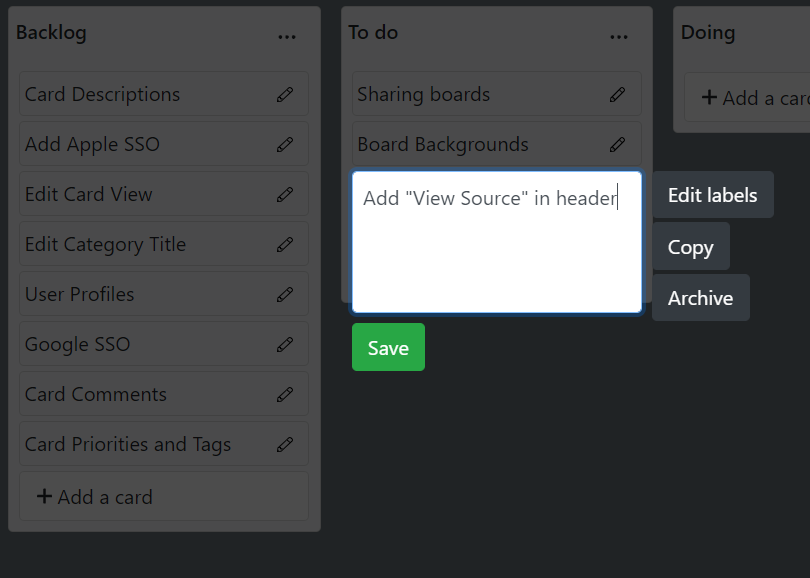 Backlog
...
Card Descriptions
Add Apple SSO
Edit Card View
Edit Category Title
User Profiles
Google SSO
Card Comments
Card Priorities and Tags
+ Add a card
To do
...
Sharing boards
Board Backgrounds
Add "View Source" in header
Save
Edit labels
Copy
Archive
Doing
+ Add a car